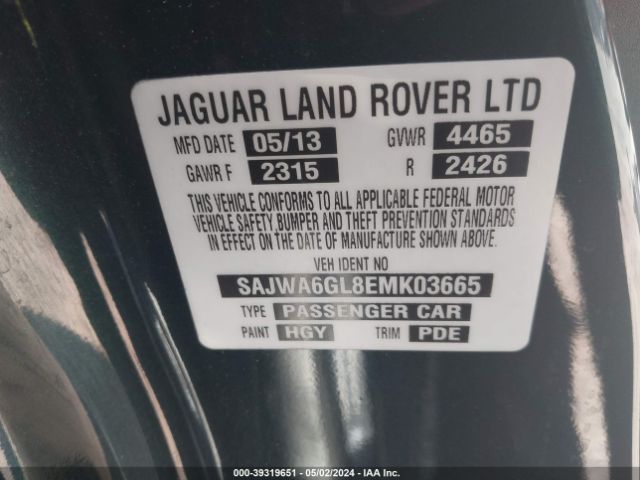 JAGUAR LAND ROVER LTD
MFD DATE 05/13 GVWR 4465
GAWR F 2315 R 2426
THIS VEHICLE CONFORMS TO ALL APPLICABLE FEDERAL MOTOR
VEHICLE SAFETY, BUMPER AND THEFT PREVENTION STANDARDS
IN EFFECT ON THE DATE OF MANUFACTURE SHOWN ABOVE.
VEH IDENT NO
SAJWA6GL8EMK03665
TYPE PASSENGER CAR
PAINT HGY TRIM PDE
000-39319651 - 05/02/2024 - IAA Inc.